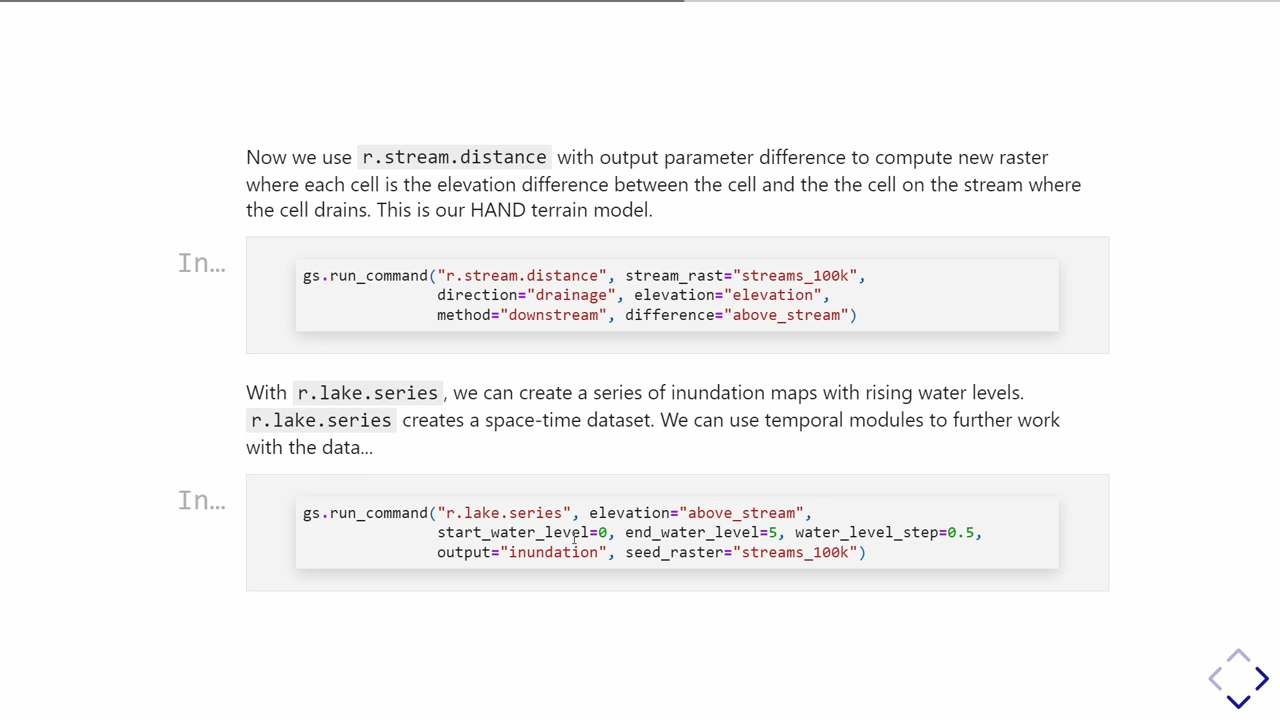 Now we use r.stream.distance with output parameter difference to compute new raster
where each cell is the elevation difference between the cell and the the cell on the stream where
the cell drains. This is our HAND terrain model.
In…
gs.run_command("r.stream.distance", stream_rast="streams_100k",
direction="drainage", elevation="elevation",
method="downstream", difference="above_stream")
With r.lake.series, we can create a series of inundation maps with rising water levels.
r.lake.series creates a space-time dataset. We can use temporal modules to further work
with the data...
In…
gs.run_command("r.lake.series", elevation="above_stream",
start_water_level=0, end_water_level=5, water_level_step=0.5,
output="inundation", seed_raster="streams_100k")